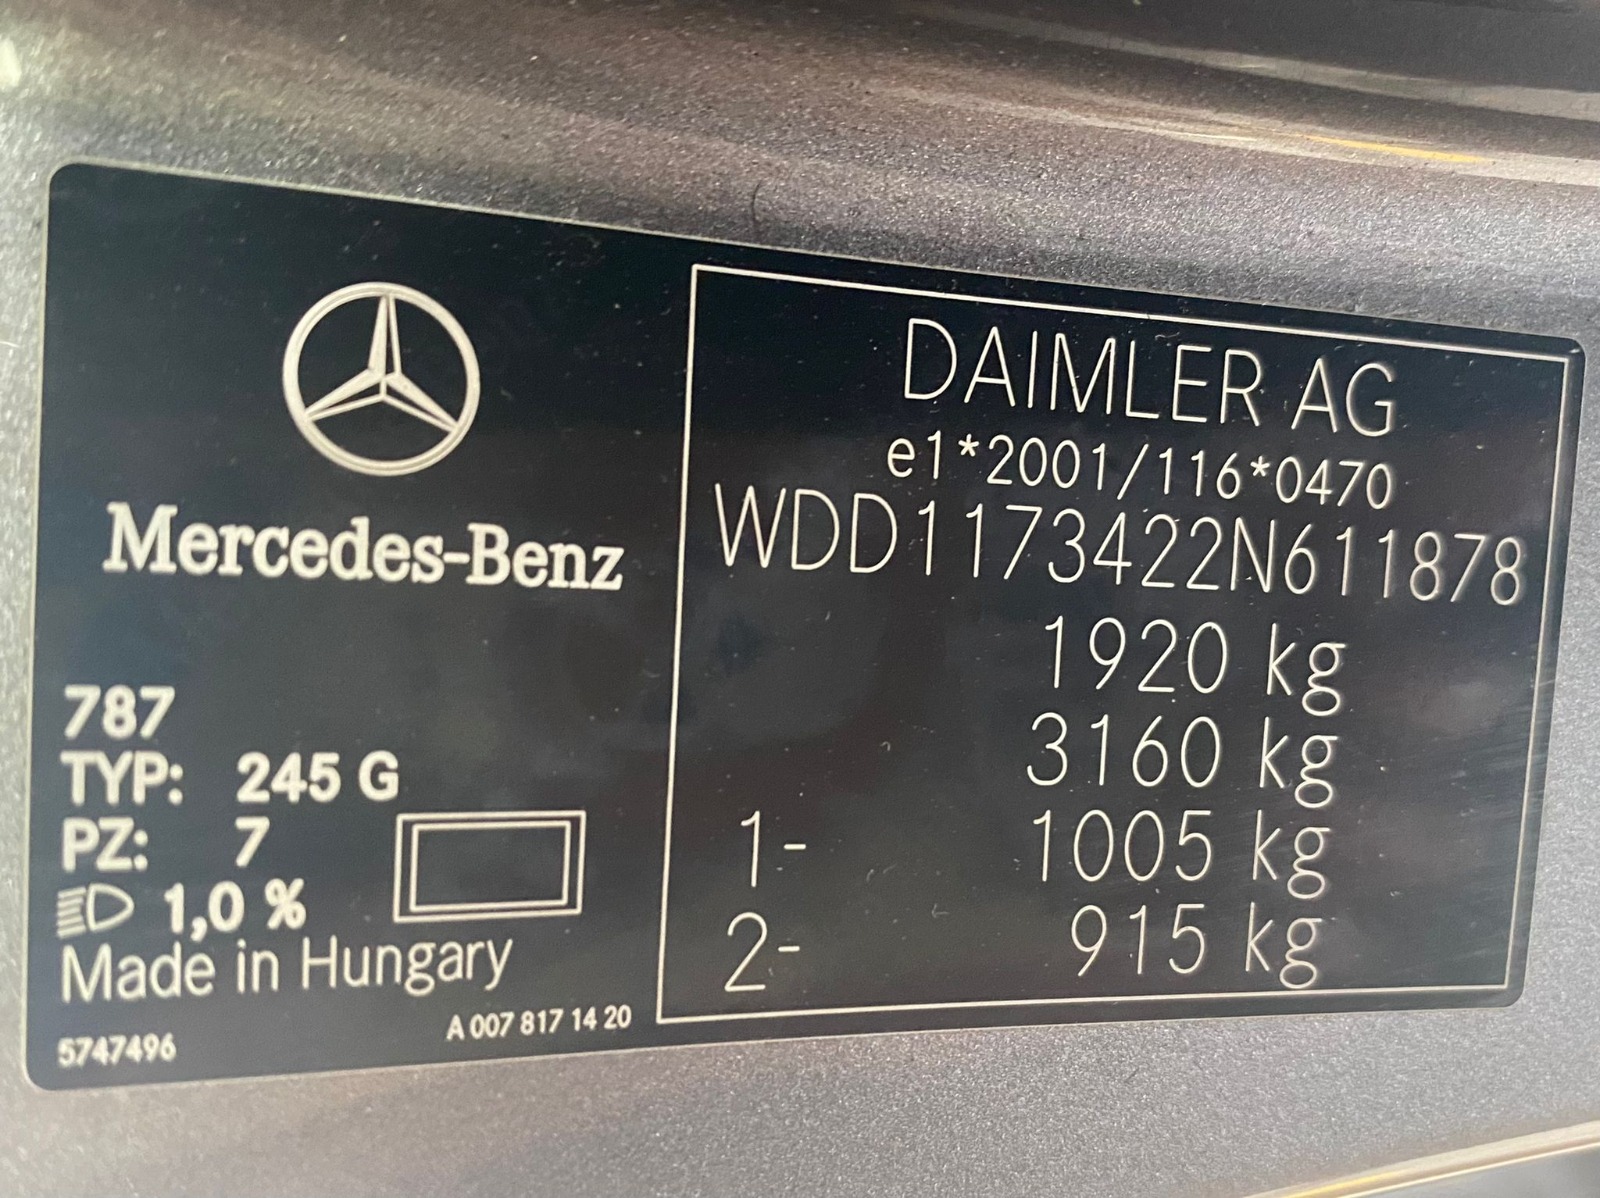 Mercedes-Benz
787
TYP: 245 G
PZ: 7
1,0 %
Made in Hungary
5747496
A 007 817 14 20
DAIMLER AG
e1*2001/116*0470
WDD1173422N611878
1920 kg
3160 kg
1- 1005 kg
2- 915 kg